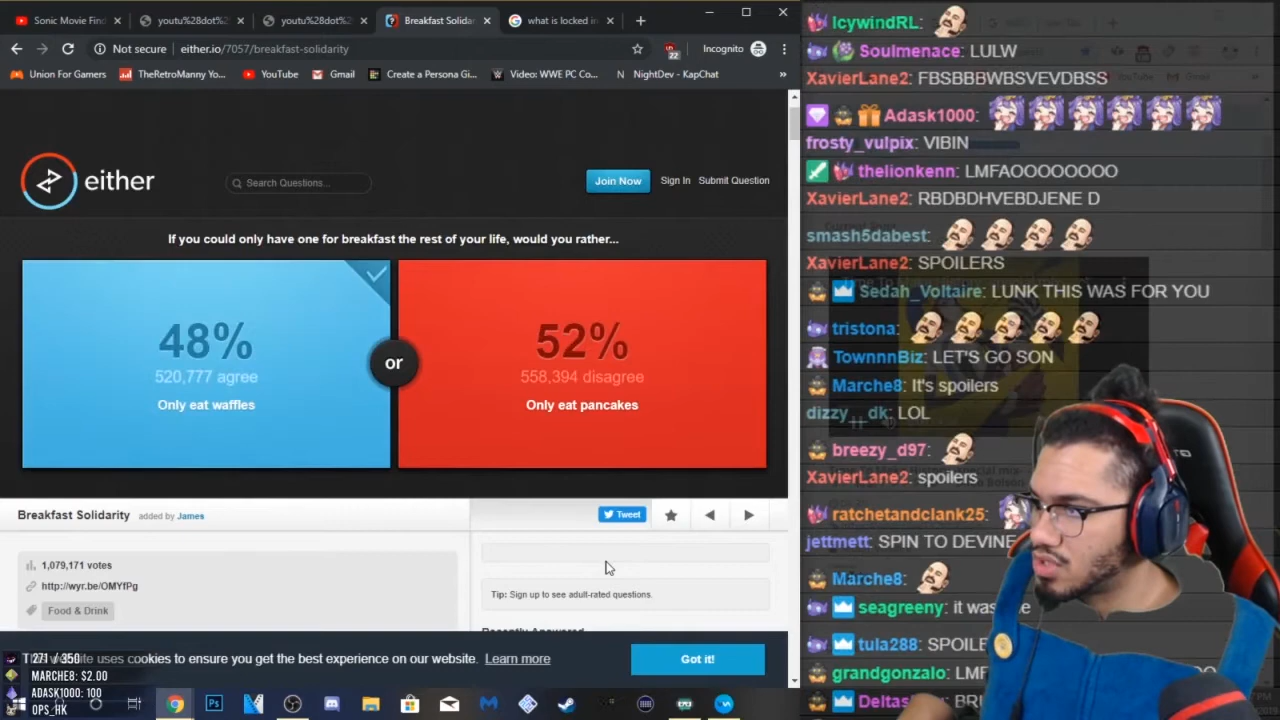 Sonic Movie Find
youtu%28dot%2
youtu%28dot%2
Breakfast Solidar
what is locked in
Not secure
either.io/7057/breakfast-solidarity
22
Incognito
Union For Gamers
TheRetroManny Yo...
YouTube
Gmail
Create a Persona Gi...
Video: WWE PC Co...
NightDev - KapChat
either
Search Questions...
Join Now
Sign In
Submit Question
If you could only have one for breakfast the rest of your life, would you rather...
48%
520,777 agree
Only eat waffles
or
52%
558,394 disagree
Only eat pancakes
Breakfast Solidarity
added by James
Tweet
1,079,171 votes
http://wyr.be/OMYfPg
Food & Drink
Tip: Sign up to see adult-rated questions.
Recently Answered
website uses cookies to ensure you get the best experience on our website. Learn more
Got it!
271 / 350
MARCHE8: $2.00
ADASK1000: 100
OPS_HK
IcywindRL:
Soulmenace: LULW
XavierLane2: FBSBBBWBSVEVDBSS
Adask1000:
frosty_vulpix: VIBIN
thelionkenn: LMFAOOOOOOOO
XavierLane2: RBDBDHVEBDJENE D
smash5dabest:
XavierLane2: SPOILERS
Sedah_Voltaire: LUNK THIS WAS FOR YOU
tristona:
TownnnBiz: LET'S GO SON
Marche8: It's spoilers
dizzy__dk: LOL
breezy_d97:
XavierLane2: spoilers
ratchetandclank25:
jettmett: SPIN TO DEVINE
Marche8:
seagreeny: it was
tula288: SPOILE
grandgonzalo: LMF
Deltas